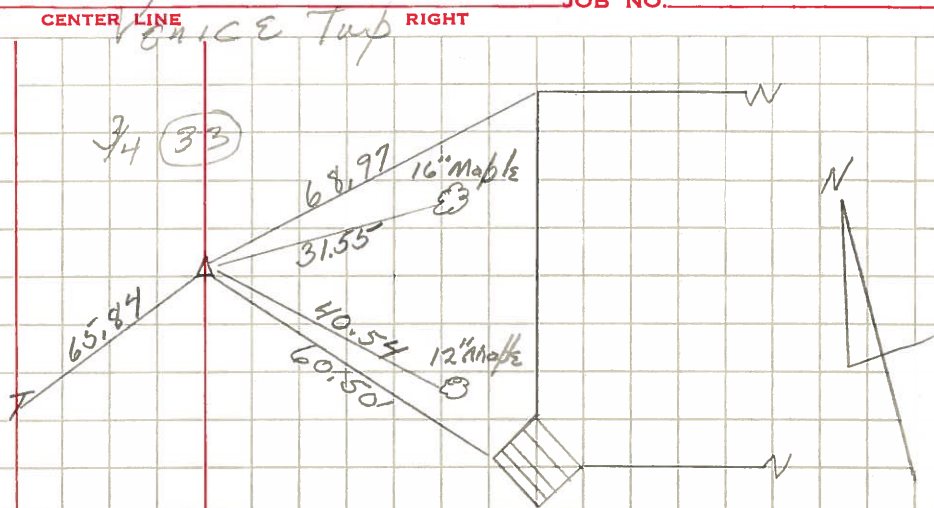 JOB NO.
CENTER LINE
RIGHT
Venice Twp
3/4 33
68.97
16" Maple
N
31.55
65.84
40.54
12" Maple
60.50